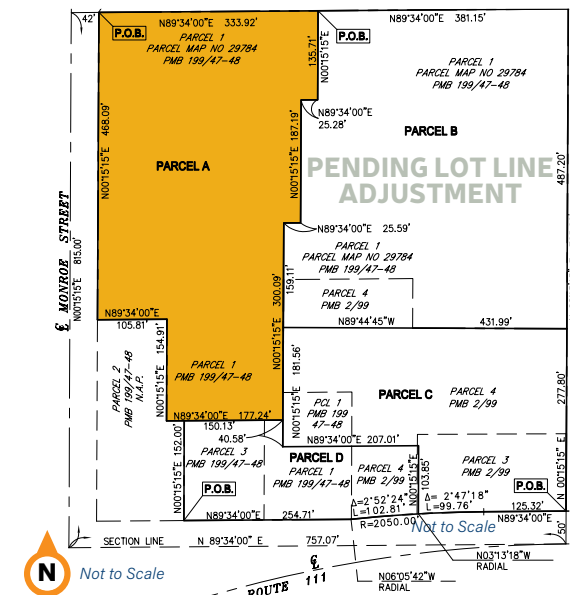 42'
N89°34'00"E 333.92'
P.O.B.
PARCEL 1
PARCEL MAP NO 29784
PMB 199/47-48
135.71'
N00°15'15"E
N89°34'00"E 381.15'
P.O.B.
PARCEL 1
PARCEL MAP NO 29784
PMB 199/47-48
N89°34'00"E
25.28'
PARCEL B
468.09'
N00°15'15"E
187.19'
N00°15'15"E
PARCEL A
PENDING LOT LINE
ADJUSTMENT
487.20'
℄ MONROE STREET
N00°15'15"E 815.00'
N89°34'00"E 25.59'
PARCEL 1
PARCEL MAP NO 29784
PMB 199/47-48
159.11'
300.09'
N00°15'15"E
PARCEL 4
PMB 2/99
N89°44'45"W 431.99'
N89°34'00"E
105.81'
154.91'
N00°15'15"E
PARCEL 2
PMB 199/47-48
N.A.P.
PARCEL 1
PMB 199/47-48
181.56'
N00°15'15"E
PARCEL C
PARCEL 4
PMB 2/99
277.80'
N 00°15'15"E
PCL 1
PMB 199
47-48
N89°34'00"E 177.24'
150.13'
40.58'
N89°34'00"E 207.01'
152.00'
N00°15'15"E
PARCEL 3
PMB 199/47-48
PARCEL D
PARCEL 1
PMB 199/47-48
PARCEL 4
PMB 2/99
103.85'
N00°15'15"E
PARCEL 3
PMB 2/99
P.O.B.
P.O.B.
Δ=2°52'24"
L=102.81'
R=2050.00'
Δ= 2°47'18"
L=99.76'
125.32'
N89°34'00"E
N89°34'00"E 254.71'
Not to Scale
50'
SECTION LINE N 89°34'00" E 757.07'
N03°13'18"W
RADIAL
N06°05'42"W
RADIAL
℄
ROUTE 111
N
Not to Scale